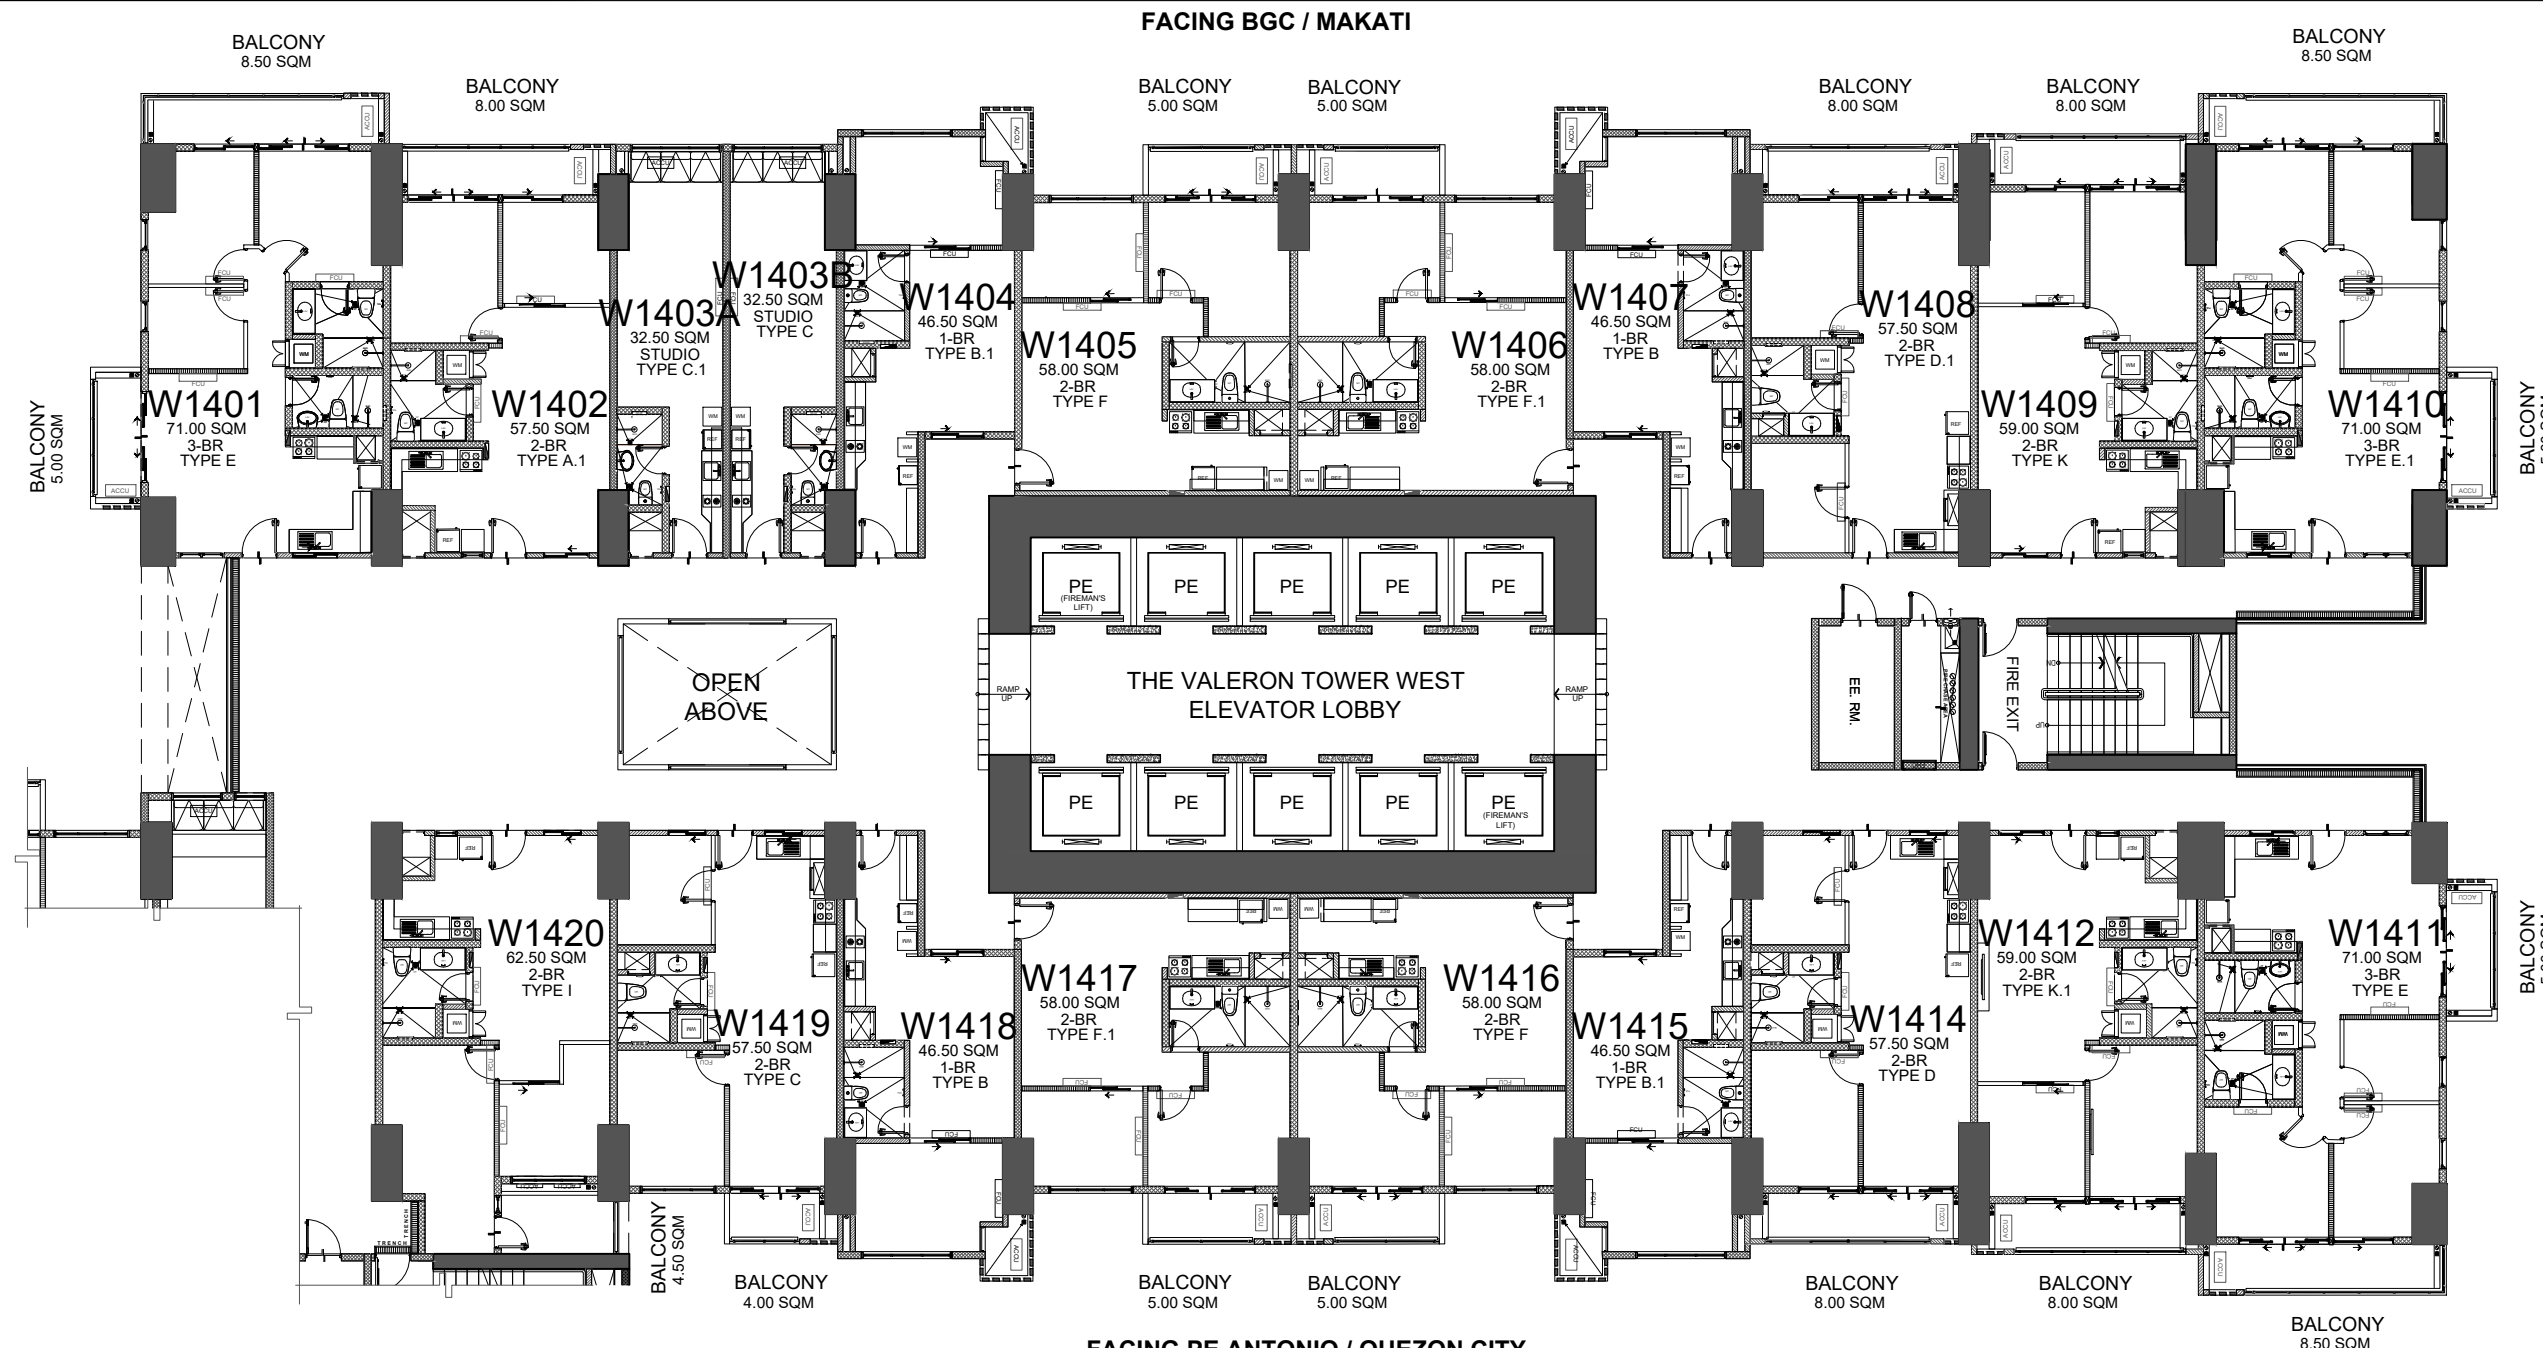 FACING BGC / MAKATI
BALCONY
8.50 SQM
BALCONY
8.00 SQM
BALCONY
5.00 SQM
BALCONY
5.00 SQM
BALCONY
8.00 SQM
BALCONY
8.00 SQM
BALCONY
8.50 SQM
BALCONY
5.00 SQM
W1401
71.00 SQM
3-BR
TYPE E
W1402
57.50 SQM
2-BR
TYPE A.1
W1403A
32.50 SQM
STUDIO
TYPE C.1
W1403B
32.50 SQM
STUDIO
TYPE C
W1404
46.50 SQM
1-BR
TYPE B.1
W1405
58.00 SQM
2-BR
TYPE F
W1406
58.00 SQM
2-BR
TYPE F.1
W1407
46.50 SQM
1-BR
TYPE B
W1408
57.50 SQM
2-BR
TYPE D.1
W1409
59.00 SQM
2-BR
TYPE K
W1410
71.00 SQM
3-BR
TYPE E.1
BALCONY
PE
(FIREMAN'S
LIFT)
PE
PE
PE
PE
OPEN
ABOVE
RAMP
UP
THE VALERON TOWER WEST
ELEVATOR LOBBY
RAMP
UP
EE. RM.
FIRE EXIT
DN
UP
PE
PE
PE
PE
PE
(FIREMAN'S
LIFT)
W1420
62.50 SQM
2-BR
TYPE I
W1419
57.50 SQM
2-BR
TYPE C
W1418
46.50 SQM
1-BR
TYPE B
W1417
58.00 SQM
2-BR
TYPE F.1
W1416
58.00 SQM
2-BR
TYPE F
W1415
46.50 SQM
1-BR
TYPE B.1
W1414
57.50 SQM
2-BR
TYPE D
W1412
59.00 SQM
2-BR
TYPE K.1
W1411
71.00 SQM
3-BR
TYPE E
BALCONY
TRENCH
TRENCH
BALCONY
4.50 SQM
BALCONY
4.00 SQM
BALCONY
5.00 SQM
BALCONY
5.00 SQM
BALCONY
8.00 SQM
BALCONY
8.00 SQM
BALCONY
8.50 SQM
FACING PE ANTONIO / QUEZON CITY